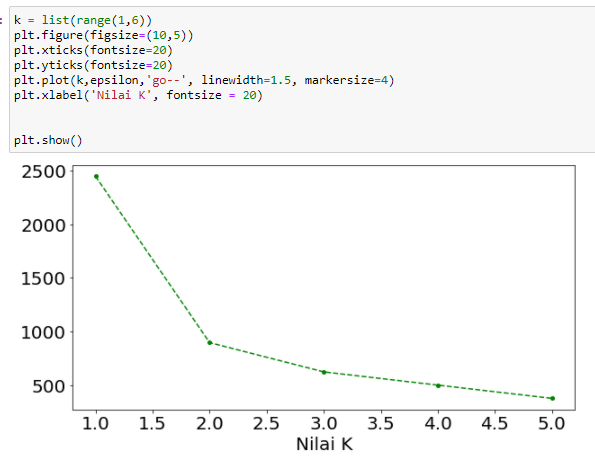 k = list(range(1,6))
plt.figure(figsize=(10,5))
plt.xticks(fontsize=20)
plt.yticks(fontsize=20)
plt.plot(k,epsilon,'go--', linewidth=1.5, markersize=4)
plt.xlabel('Nilai K', fontsize = 20)
plt.show()
2500
2000
1500
1000
500
1.0 1.5 2.0 2.5 3.0 3.5 4.0 4.5 5.0
Nilai K